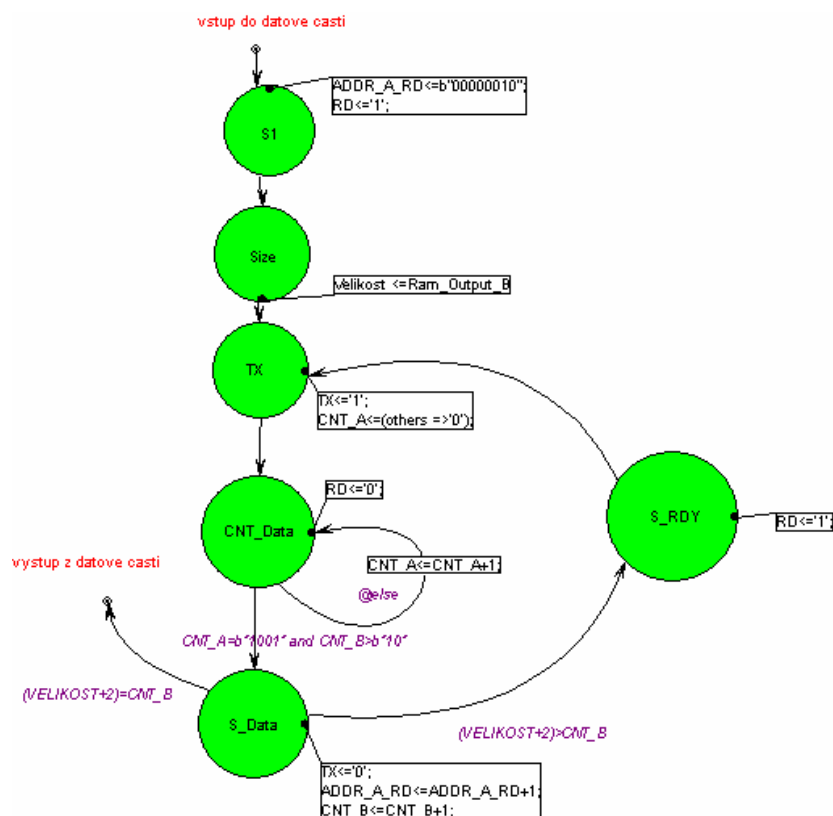 vstup do datove casti
ADDR_A_RD<=b"00000010";
RD<='1';
S1
Size
Velikost <=Ram_Output_B
TX
TX<='1';
CNT_A<=(others =>'0');
RD<='0';
S_RDY
RD<='1';
CNT_Data
vystup z datove casti
CNT_A<=CNT_A+1;
@else
CNT_A=b"1001" and CNT_B>b"10"
(VELIKOST+2)=CNT_B
S_Data
(VELIKOST+2)>CNT_B
TX<='0';
ADDR_A_RD<=ADDR_A_RD+1;
CNT_B<=CNT_B+1;